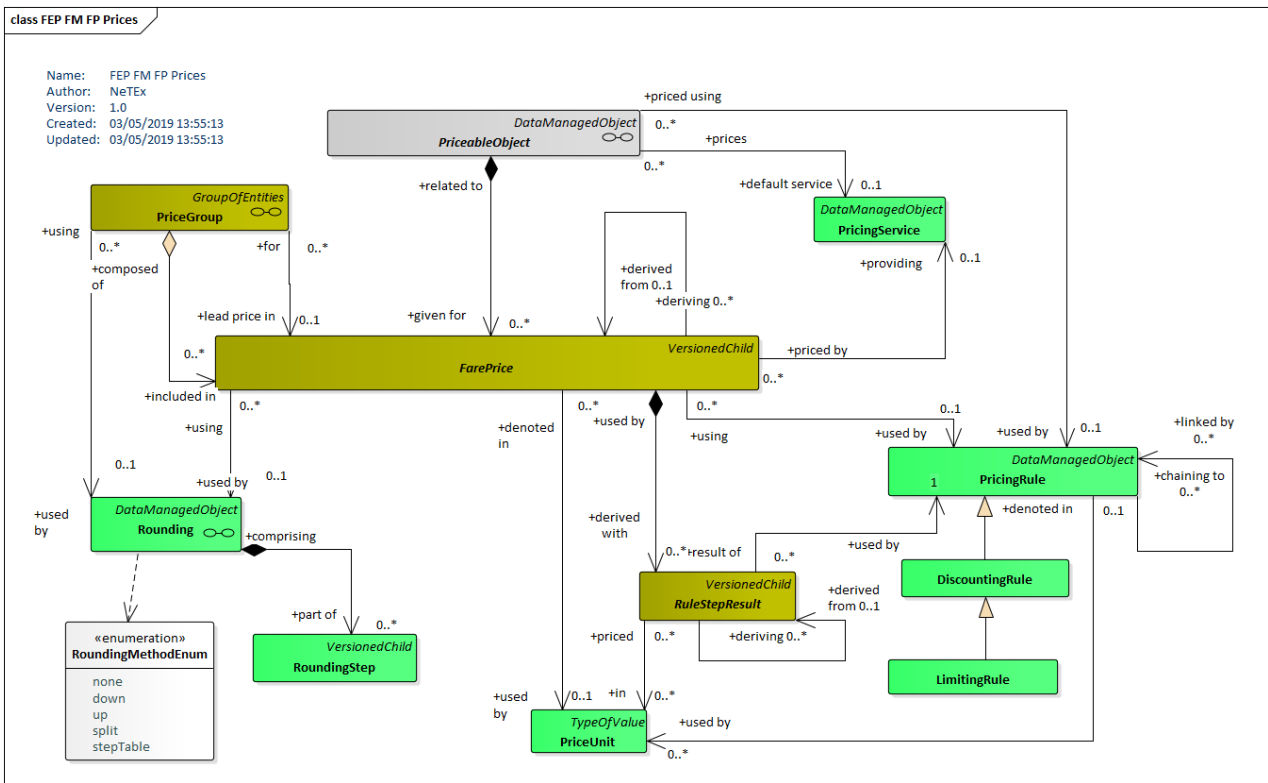 class FEP FM FP Prices
Name: FEP FM FP Prices
Author: NeTEx
Version: 1.0
Created: 03/05/2019 13:55:13
Updated: 03/05/2019 13:55:13
+priced using
0..*
DataManagedObject
PriceableObject
+prices
0..*
+related to
+default service
0..1
GroupOfEntities
PriceGroup
DataManagedObject
PricingService
+using
0..*
+composed
of
+for
0..*
+providing
0..1
+derived
from 0..1
+deriving 0..*
+lead price in
0..1
+given for
0..*
VersionedChild
FarePrice
+priced by
0..*
0..*
+included in
0..*
+using
+denoted
in
0..*
+used by
0..*
+using
0..1
+used by
+used by
0..1
+linked by
0..*
DataManagedObject
PricingRule
1
+chaining to
0..*
0..1
+used by
0..1
+used
by
DataManagedObject
Rounding
+comprising
+derived
with
+denoted in
0..1
0..*
+result of
0..*
+used by
VersionedChild
RuleStepResult
+derived
from 0..1
+deriving 0..*
DiscountingRule
+part of
0..*
+priced
0..*
«enumeration»
RoundingMethodEnum
none
down
up
split
stepTable
VersionedChild
RoundingStep
LimitingRule
+used
by
0..1
+in
0..*
TypeOfValue
PriceUnit
+used by
0..*